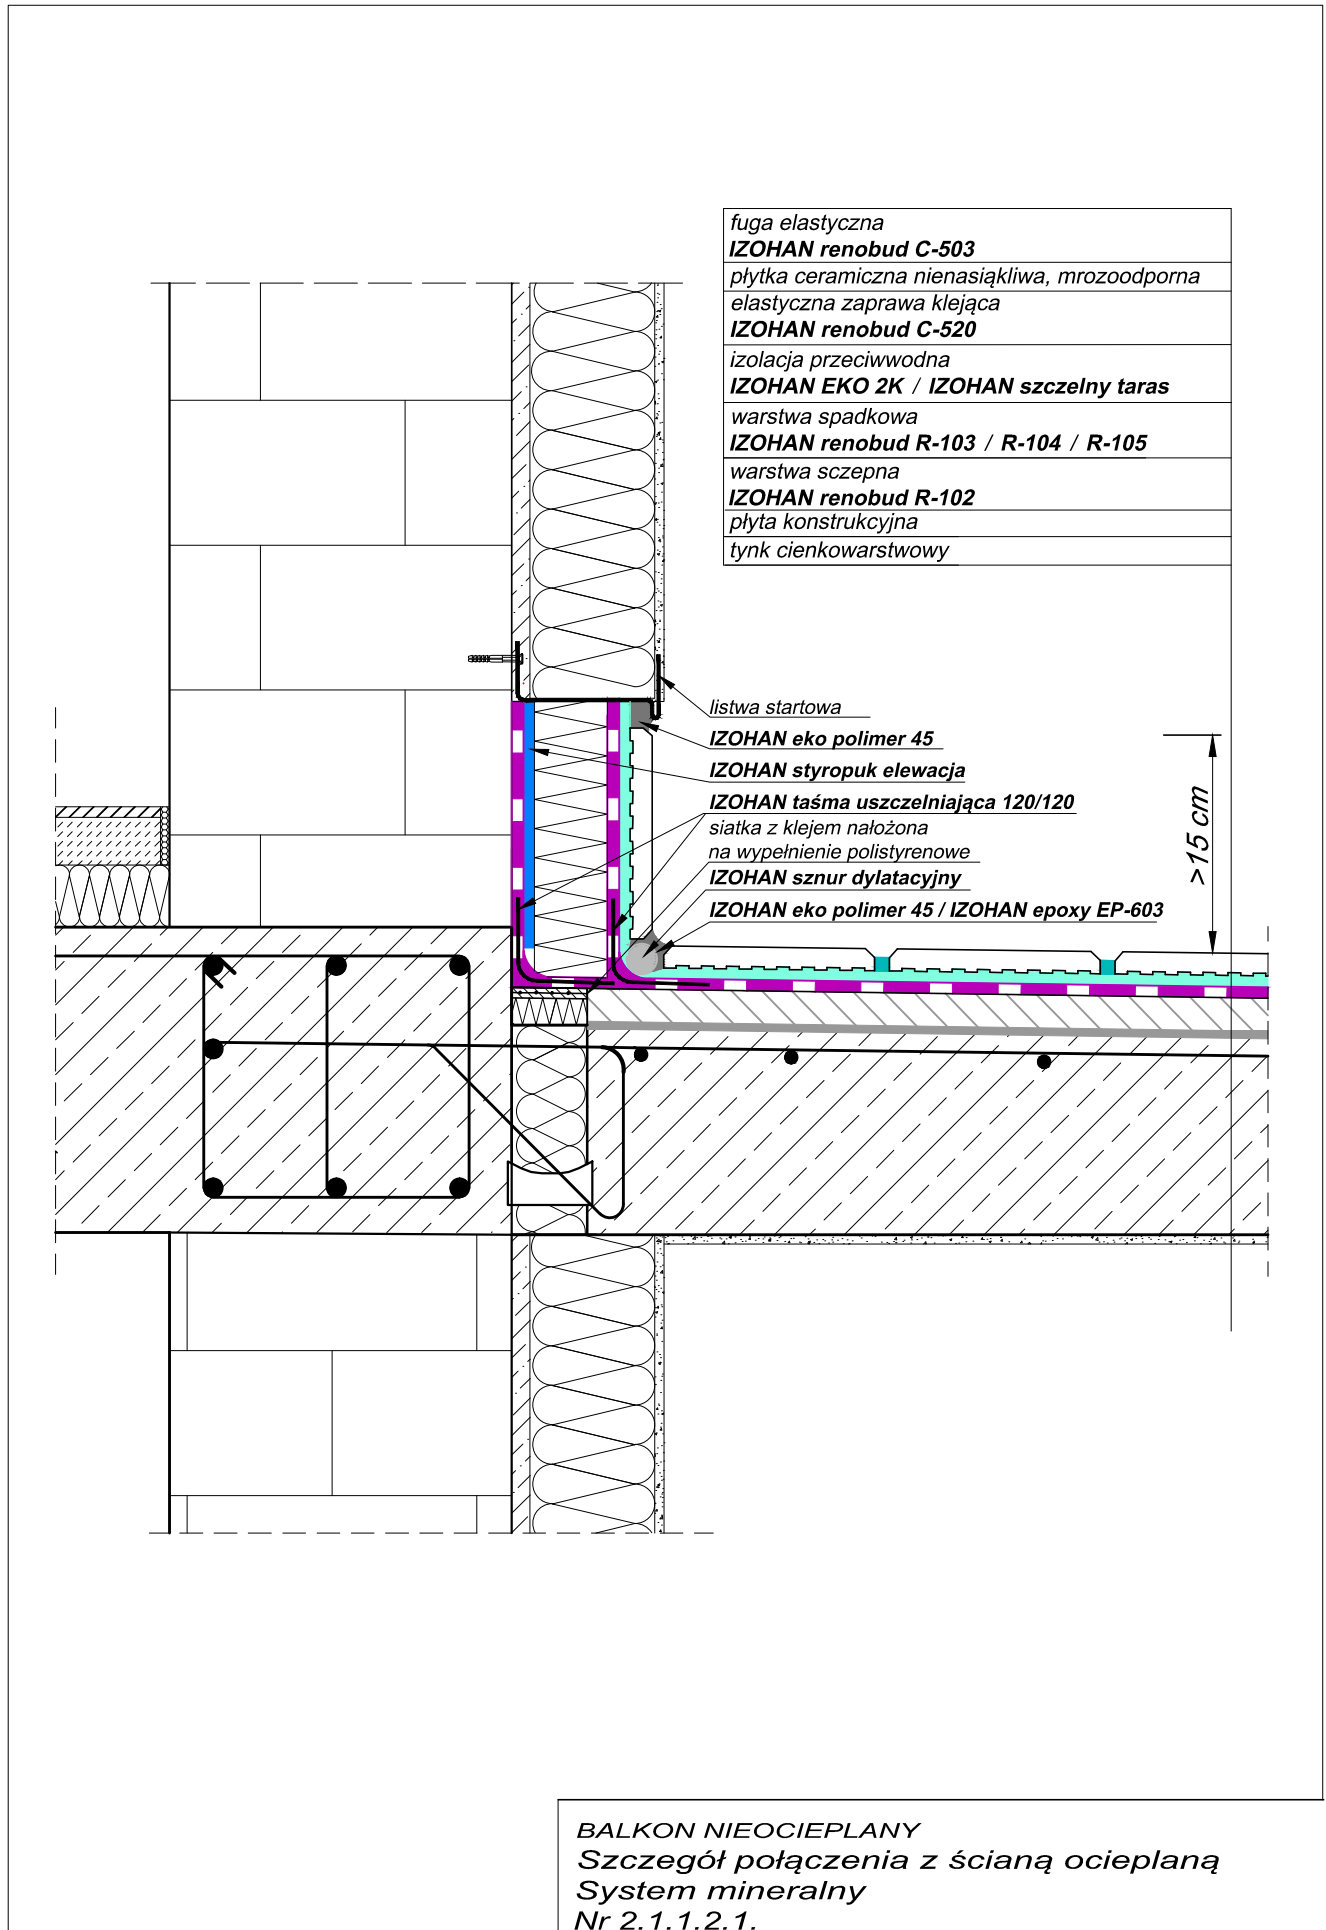 fuga elastyczna
IZOHAN renobud C-503
płytka ceramiczna nienasiąkliwa, mrozoodporna
elastyczna zaprawa klejąca
IZOHAN renobud C-520
izolacja przeciwwodna
IZOHAN EKO 2K / IZOHAN szczelny taras
warstwa spadkowa
IZOHAN renobud R-103 / R-104 / R-105
warstwa sczepna
IZOHAN renobud R-102
płyta konstrukcyjna
tynk cienkowarstwowy
listwa startowa
IZOHAN eko polimer 45
IZOHAN styropuk elewacja
IZOHAN taśma uszczelniająca 120/120
siatka z klejem nałożona
na wypełnienie polistyrenowe
IZOHAN sznur dylatacyjny
IZOHAN eko polimer 45 / IZOHAN epoxy EP-603
>15 cm
BALKON NIEOCIEPLANY
Szczegół połączenia z ścianą ocieplaną
System mineralny
Nr 2.1.1.2.1.